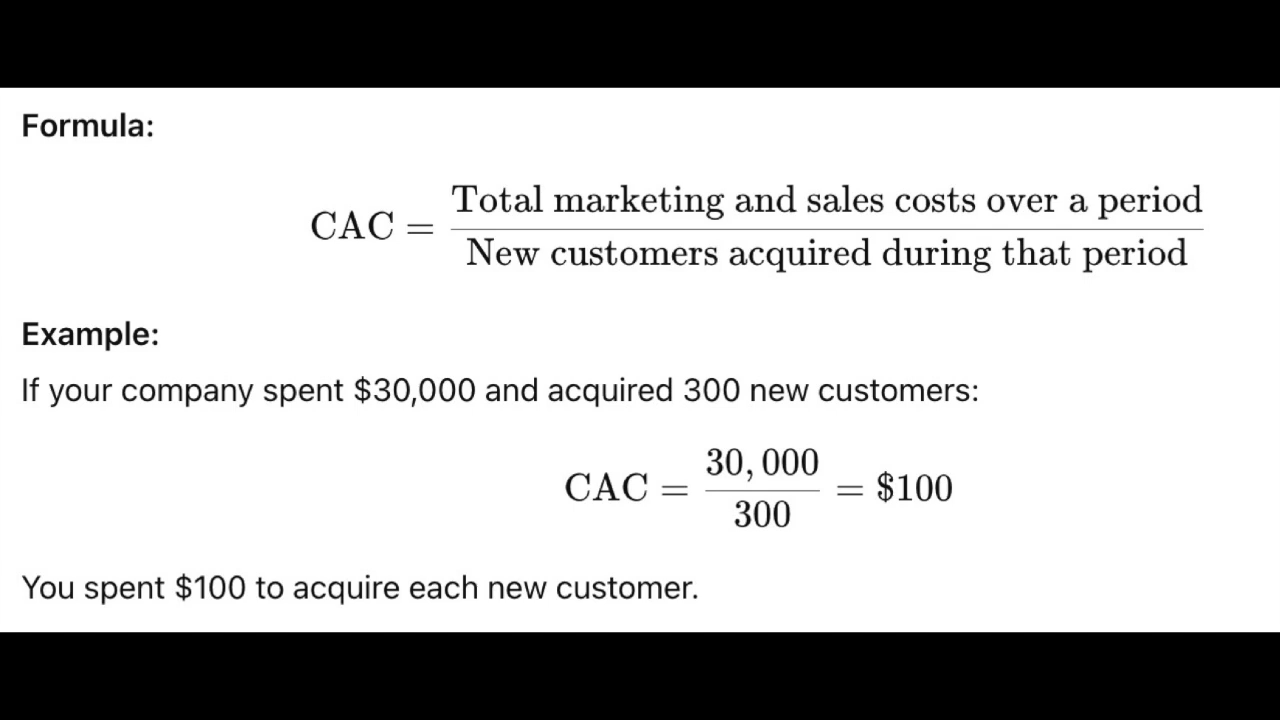 Formula:
CAC = Total marketing and sales costs over a period / New customers acquired during that period
Example:
If your company spent $30,000 and acquired 300 new customers:
CAC = 30,000 / 300 = $100
You spent $100 to acquire each new customer.